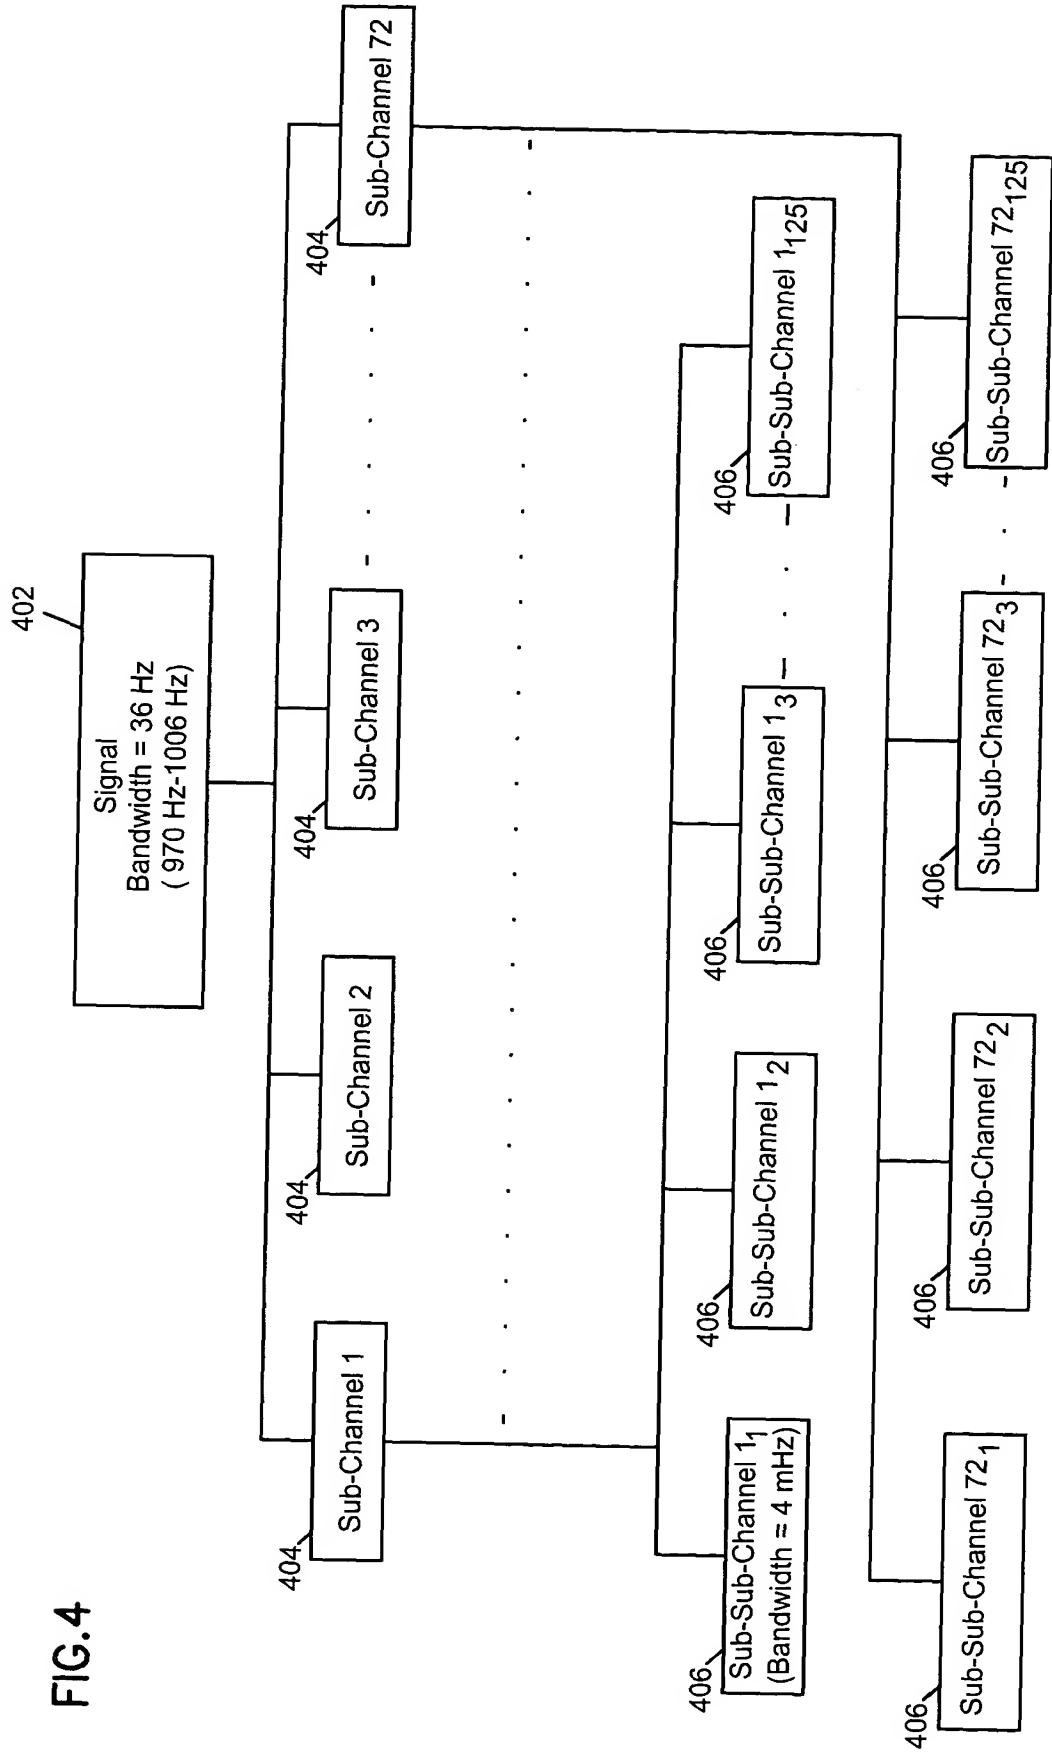 FIG.4
402
Signal
Bandwidth = 36 Hz
( 970 Hz-1006 Hz)
404
Sub-Channel 1
404
Sub-Channel 2
404
Sub-Channel 3
404
Sub-Channel 72
406
Sub-Sub-Channel 1₁
(Bandwidth = 4 mHz)
406
Sub-Sub-Channel 1₂
406
Sub-Sub-Channel 1₃
406
Sub-Sub-Channel 1₁₂₅
406
Sub-Sub-Channel 72₁
406
Sub-Sub-Channel 72₂
406
Sub-Sub-Channel 72₃
406
Sub-Sub-Channel 72₁₂₅